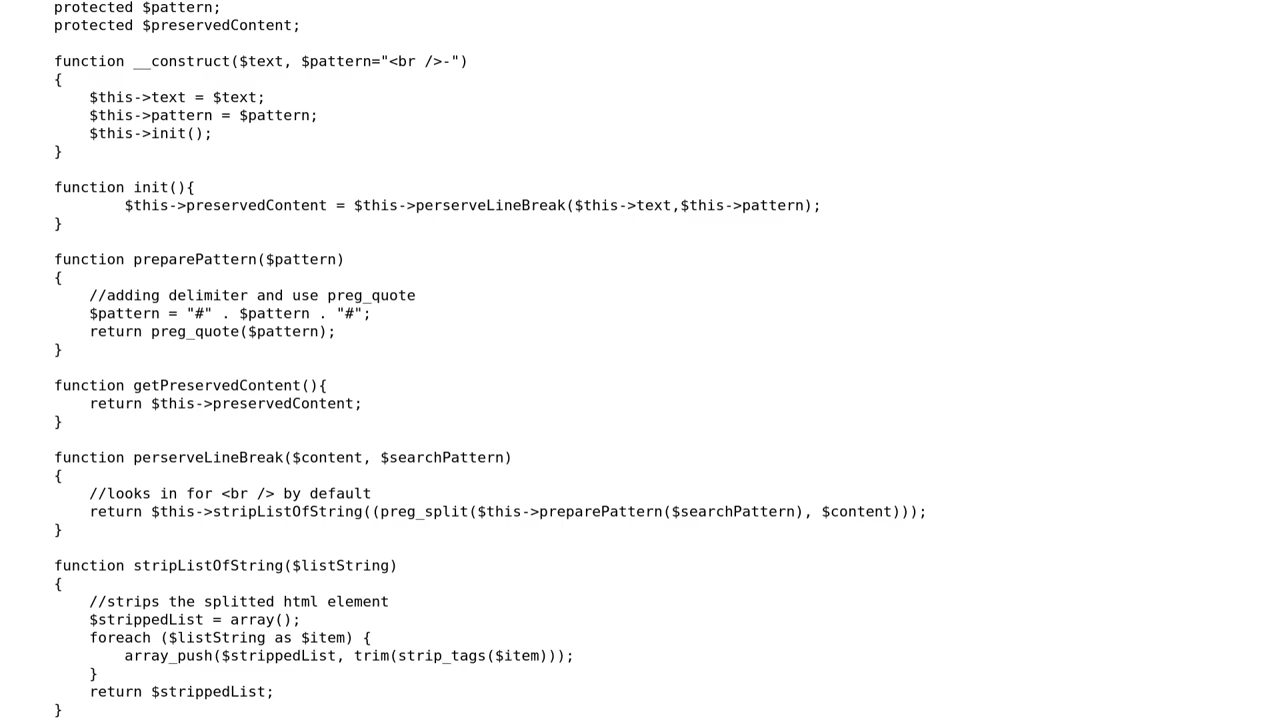 protected $pattern;
protected $preservedContent;

function __construct($text, $pattern="<br />-")
{
    $this->text = $text;
    $this->pattern = $pattern;
    $this->init();
}

function init(){
        $this->preservedContent = $this->perserveLineBreak($this->text,$this->pattern);
}

function preparePattern($pattern)
{
    //adding delimiter and use preg_quote
    $pattern = "#" . $pattern . "#";
    return preg_quote($pattern);
}

function getPreservedContent(){
    return $this->preservedContent;
}

function perserveLineBreak($content, $searchPattern)
{
    //looks in for <br /> by default
    return $this->stripListOfString((preg_split($this->preparePattern($searchPattern), $content)));
}

function stripListOfString($listString)
{
    //strips the splitted html element
    $strippedList = array();
    foreach ($listString as $item) {
        array_push($strippedList, trim(strip_tags($item)));
    }
    return $strippedList;
}